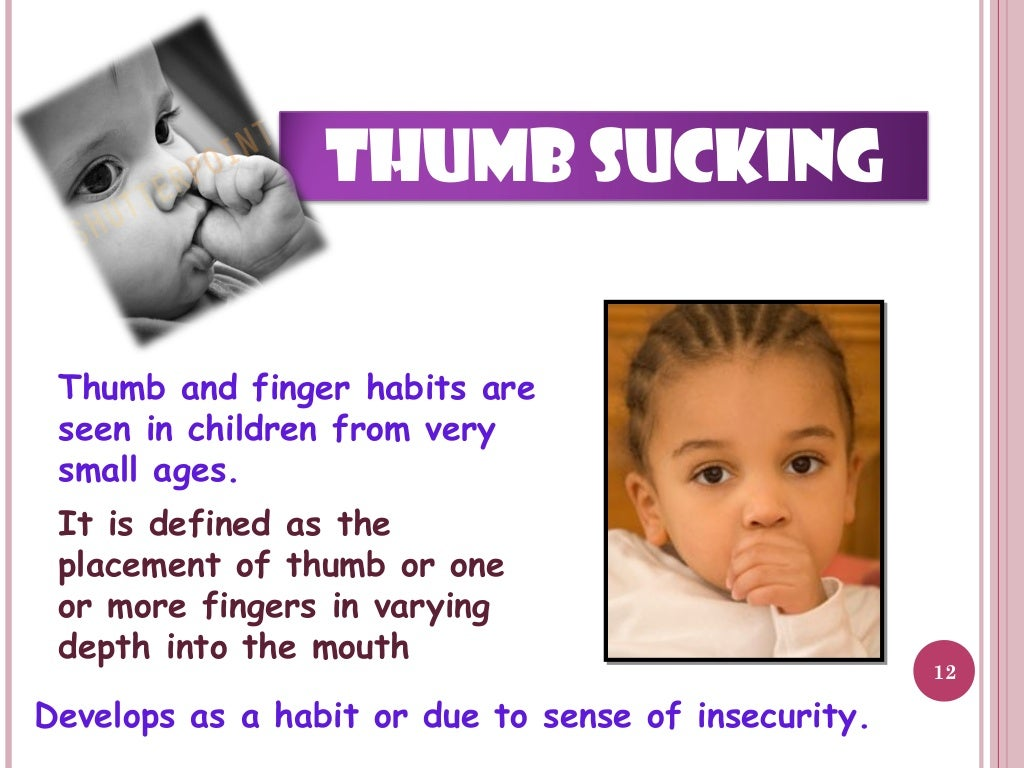 THUMB SUCKING
SHUTTERPOINT
Thumb and finger habits are
seen in children from very
small ages.
It is defined as the
placement of thumb or one
or more fingers in varying
depth into the mouth
12
Develops as a habit or due to sense of insecurity.